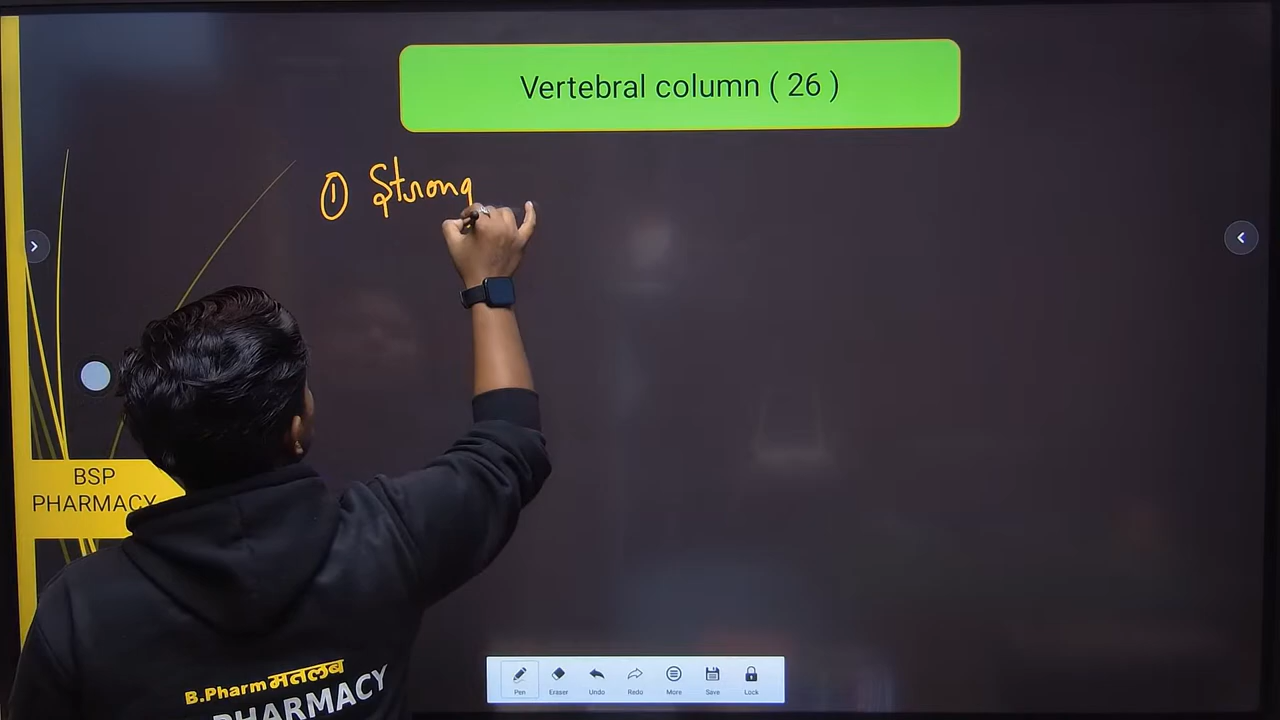 Vertebral column ( 26 )
① Strong
BSP
PHARMACY
B.Pharm मतलब
PHARMACY
Pen Eraser Undo Redo More Save Lock